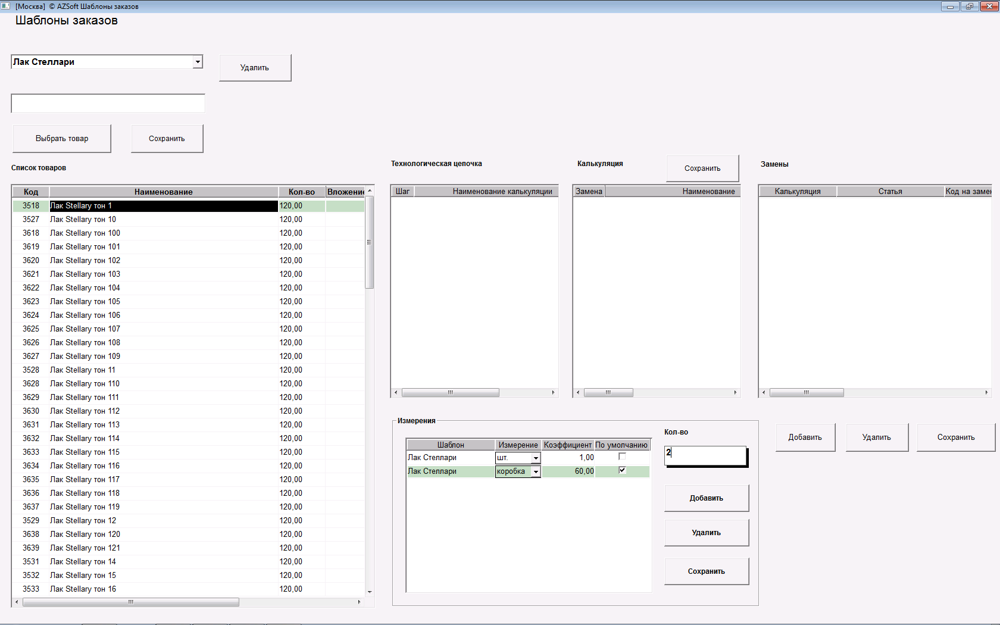 [Москва] © AZSoft Шаблоны заказов
Шаблоны заказов
Лак Стеллари
Удалить
Выбрать товар Сохранить
Список товаров
Код Наименование Кол-во Вложение
3518 Лак Stellary тон 1 120,00
3527 Лак Stellary тон 10 120,00
3618 Лак Stellary тон 100 120,00
3619 Лак Stellary тон 101 120,00
3620 Лак Stellary тон 102 120,00
3621 Лак Stellary тон 103 120,00
3622 Лак Stellary тон 104 120,00
3623 Лак Stellary тон 105 120,00
3624 Лак Stellary тон 106 120,00
3625 Лак Stellary тон 107 120,00
3626 Лак Stellary тон 108 120,00
3627 Лак Stellary тон 109 120,00
3528 Лак Stellary тон 11 120,00
3628 Лак Stellary тон 110 120,00
3629 Лак Stellary тон 111 120,00
3630 Лак Stellary тон 112 120,00
3631 Лак Stellary тон 113 120,00
3632 Лак Stellary тон 114 120,00
3633 Лак Stellary тон 115 120,00
3634 Лак Stellary тон 116 120,00
3635 Лак Stellary тон 117 120,00
3636 Лак Stellary тон 118 120,00
3637 Лак Stellary тон 119 120,00
3529 Лак Stellary тон 12 120,00
3638 Лак Stellary тон 120 120,00
3639 Лак Stellary тон 121 120,00
3531 Лак Stellary тон 14 120,00
3532 Лак Stellary тон 15 120,00
3533 Лак Stellary тон 16 120,00
Технологическая цепочка
Шаг Наименование калькуляции
Калькуляция
Сохранить
Замена Наименование
Замены
Калькуляция Статья Код на замен
Измерения
Шаблон Измерение Коэффициент По умолчанию
Лак Стеллари шт. 1,00
Лак Стеллари коробка 60,00
Кол-во
2
Добавить
Удалить
Сохранить
Добавить Удалить Сохранить